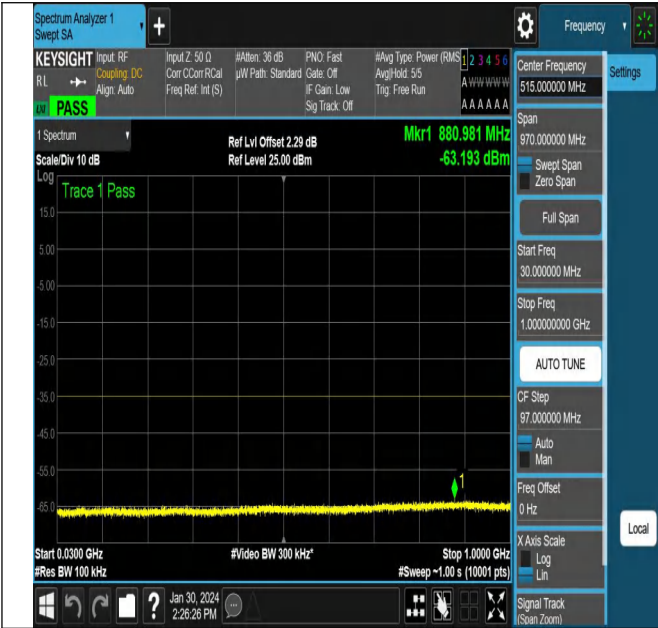 Spectrum Analyzer 1
Swept SA
+
Frequency
KEYSIGHT
RL
Input: RF
Coupling: DC
Align: Auto
Input Z: 50 Ω
Corr CCorr RCal
Freq Ref: Int (S)
#Atten: 36 dB
µW Path: Standard
PNO: Fast
Gate: Off
IF Gain: Low
Sig Track: Off
#Avg Type: Power (RMS
Avg|Hold: 5/5
Trig: Free Run
1 2 3 4 5 6
A W W W W W
A A A A A A
PASS
1 Spectrum
Scale/Div 10 dB
Ref Lvl Offset 2.29 dB
Ref Level 25.00 dBm
Mkr1 880.981 MHz
-63.193 dBm
Log
Trace 1 Pass
15.0
5.00
-5.00
-15.0
-25.0
-35.0
-45.0
-55.0
-65.0
1
Start 0.0300 GHz
#Res BW 100 kHz
#Video BW 300 kHz*
Stop 1.0000 GHz
#Sweep ~1.00 s (10001 pts)
Center Frequency
515.000000 MHz
Settings
Span
970.000000 MHz
Swept Span
Zero Span
Full Span
Start Freq
30.000000 MHz
Stop Freq
1.000000000 GHz
AUTO TUNE
CF Step
97.000000 MHz
Auto
Man
Freq Offset
0 Hz
X Axis Scale
Log
Lin
Local
Signal Track
(Span Zoom)
?
Jan 30, 2024
2:26:26 PM